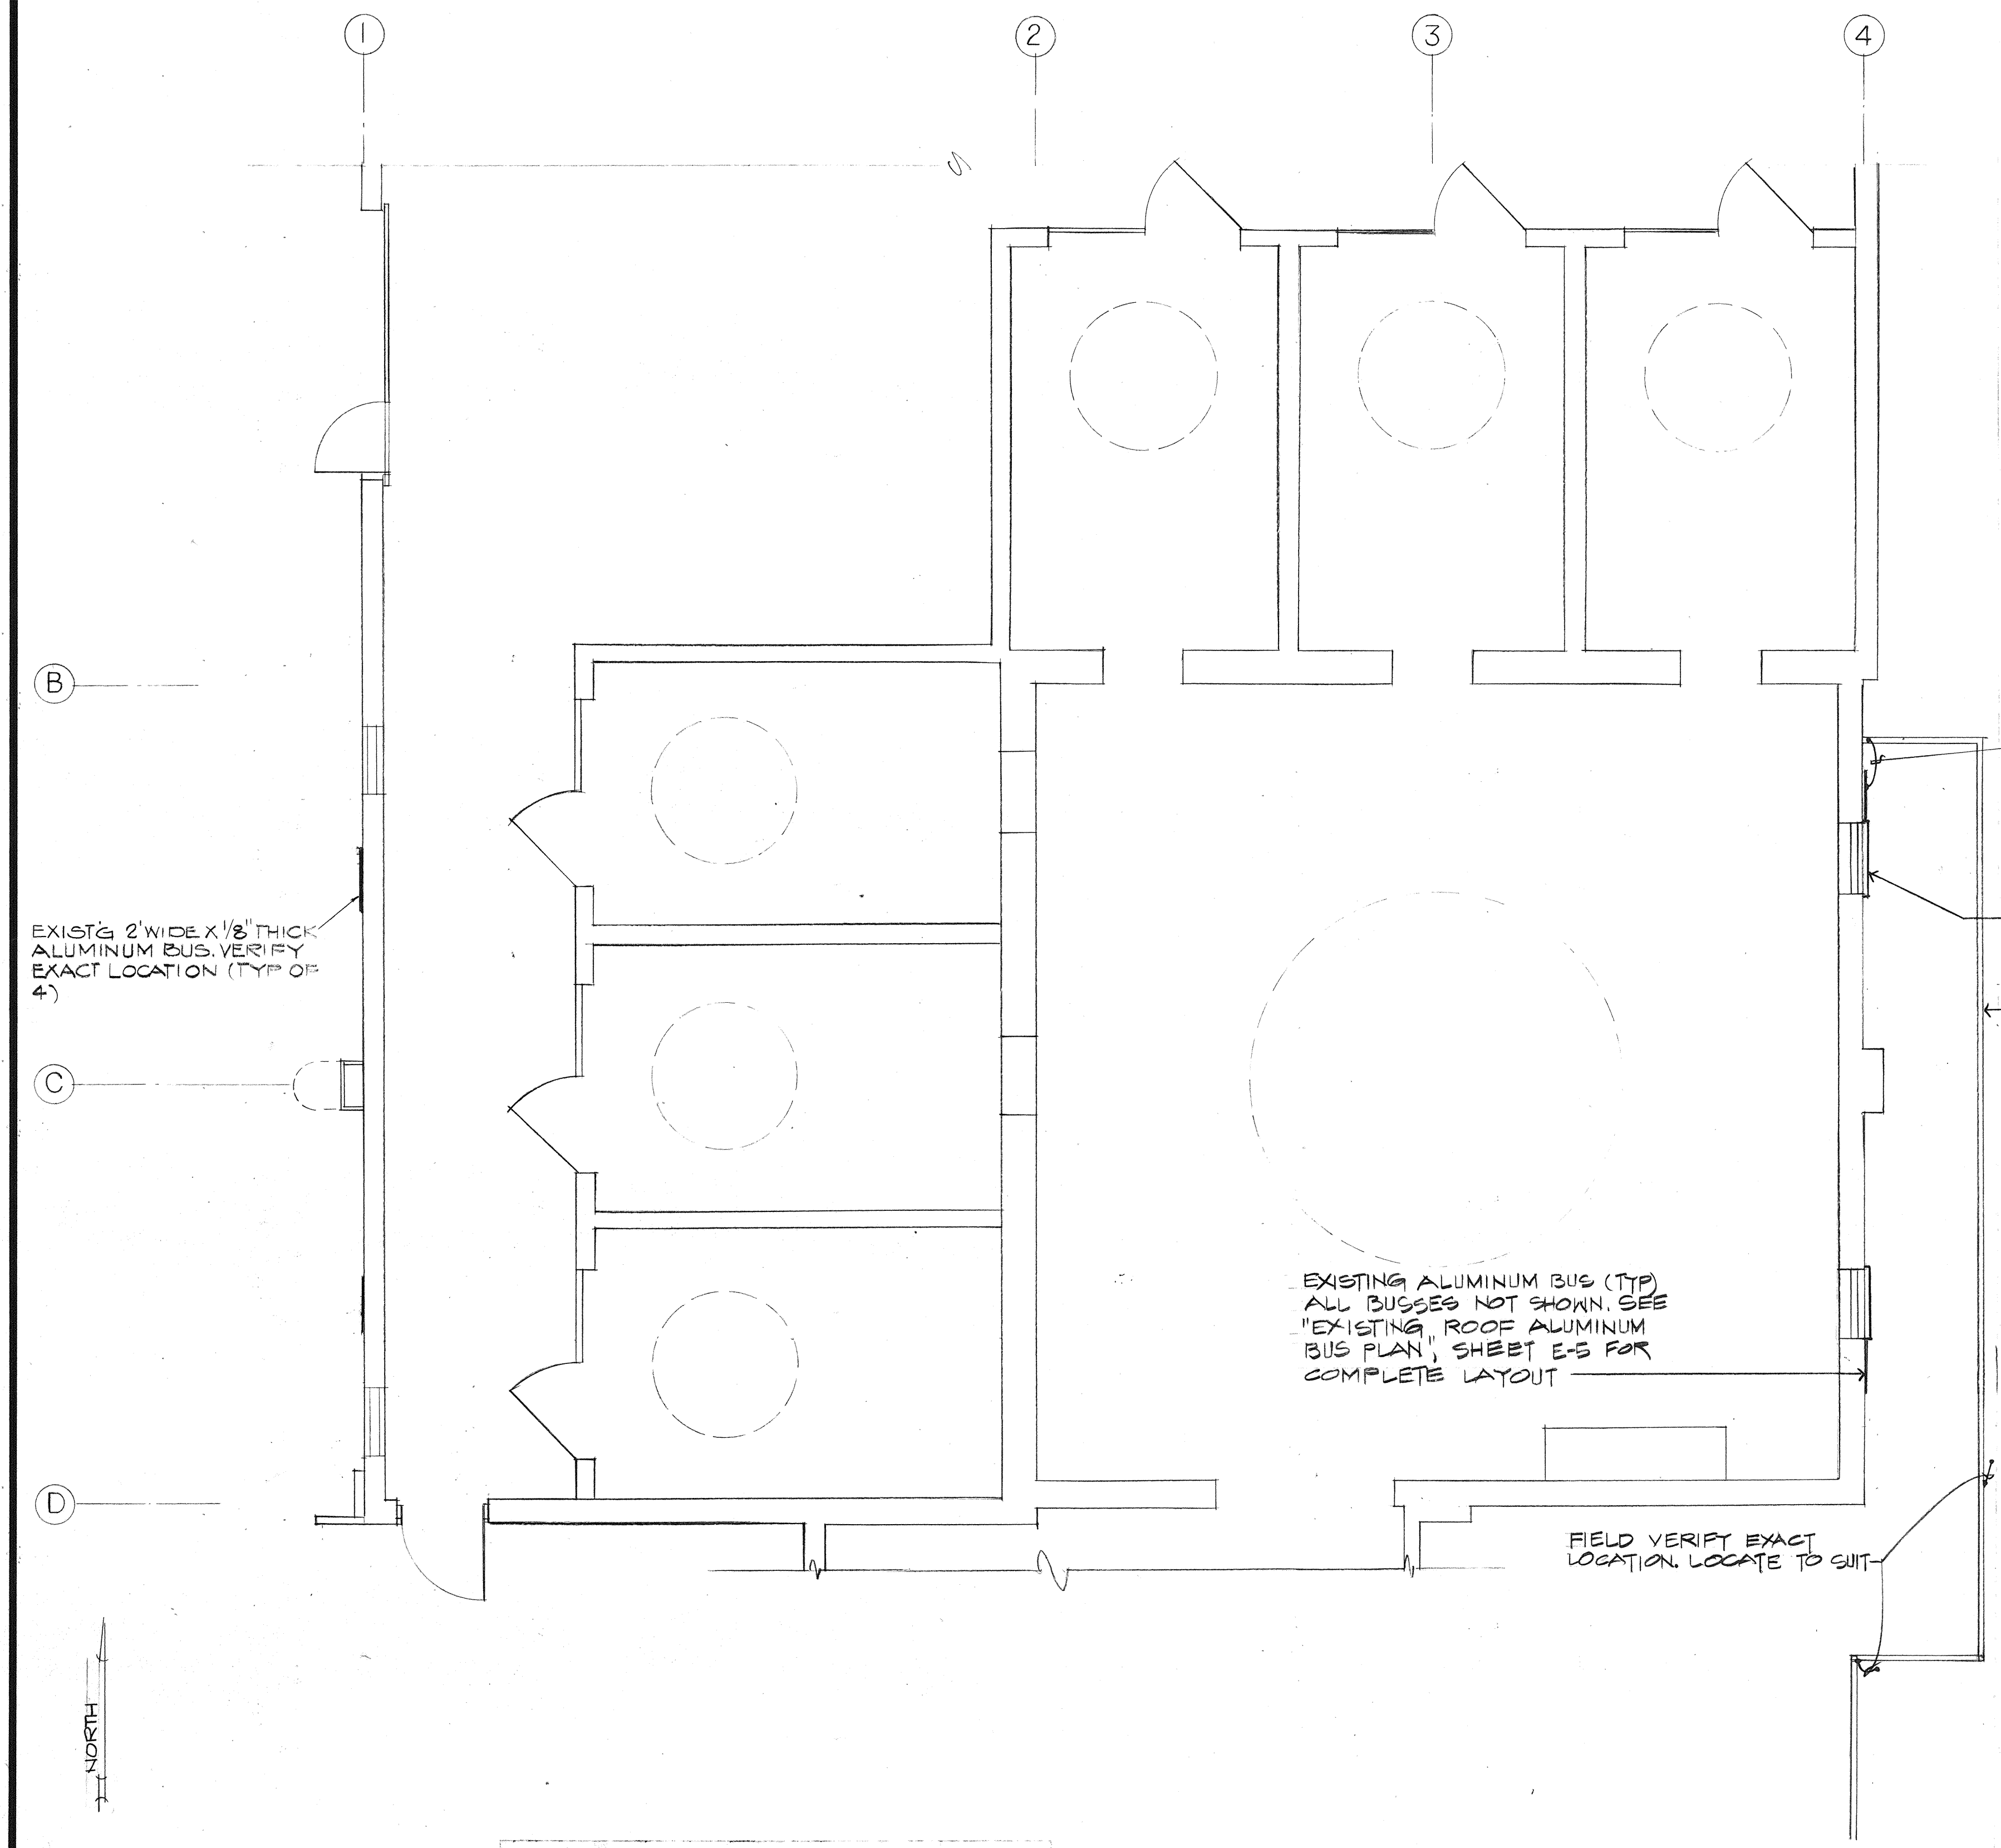 1
2
3
4
B
EXIST'G 2' WIDE X 1/8" THICK
ALUMINUM BUS. VERIFY
EXACT LOCATION (TYP OF
4)
C
EXISTING ALUMINUM BUS (TYP)
ALL BUSSES NOT SHOWN. SEE
"EXISTING ROOF ALUMINUM
BUS PLAN", SHEET E-5 FOR
COMPLETE LAYOUT
D
FIELD VERIFY EXACT
LOCATION. LOCATE TO SUIT
NORTH